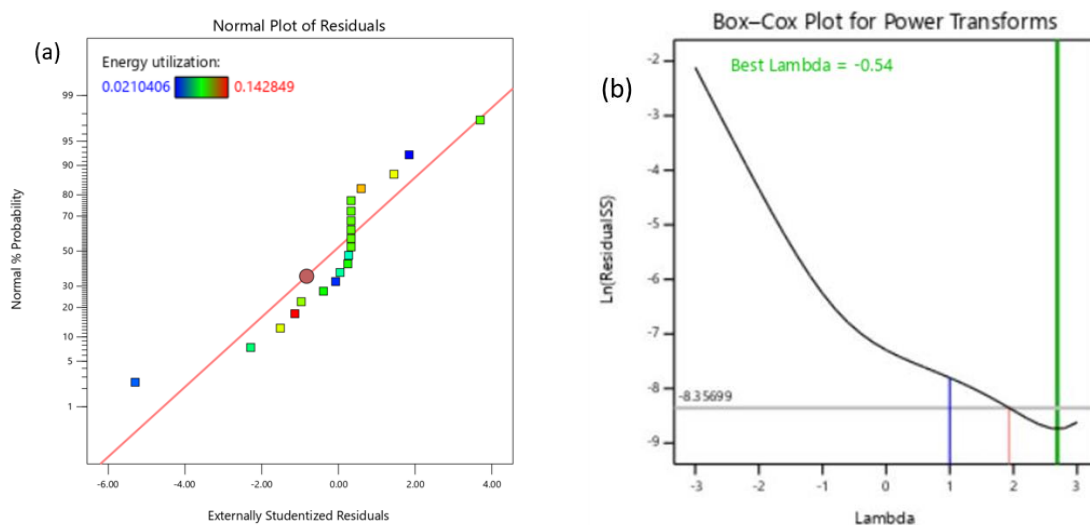 (a)
Normal Plot of Residuals
Energy utilization:
0.0210406 0.142849
99
95
90
80
70
50
30
20
10
5
1
Normal % Probability
-6.00 -4.00 -2.00 0.00 2.00 4.00
Externally Studentized Residuals
(b)
Box-Cox Plot for Power Transforms
Best Lambda = -0.54
-2
-3
-4
-5
-6
-7
-8
-9
Ln(ResidualSS)
-8.35699
-3 -2 -1 0 1 2 3
Lambda